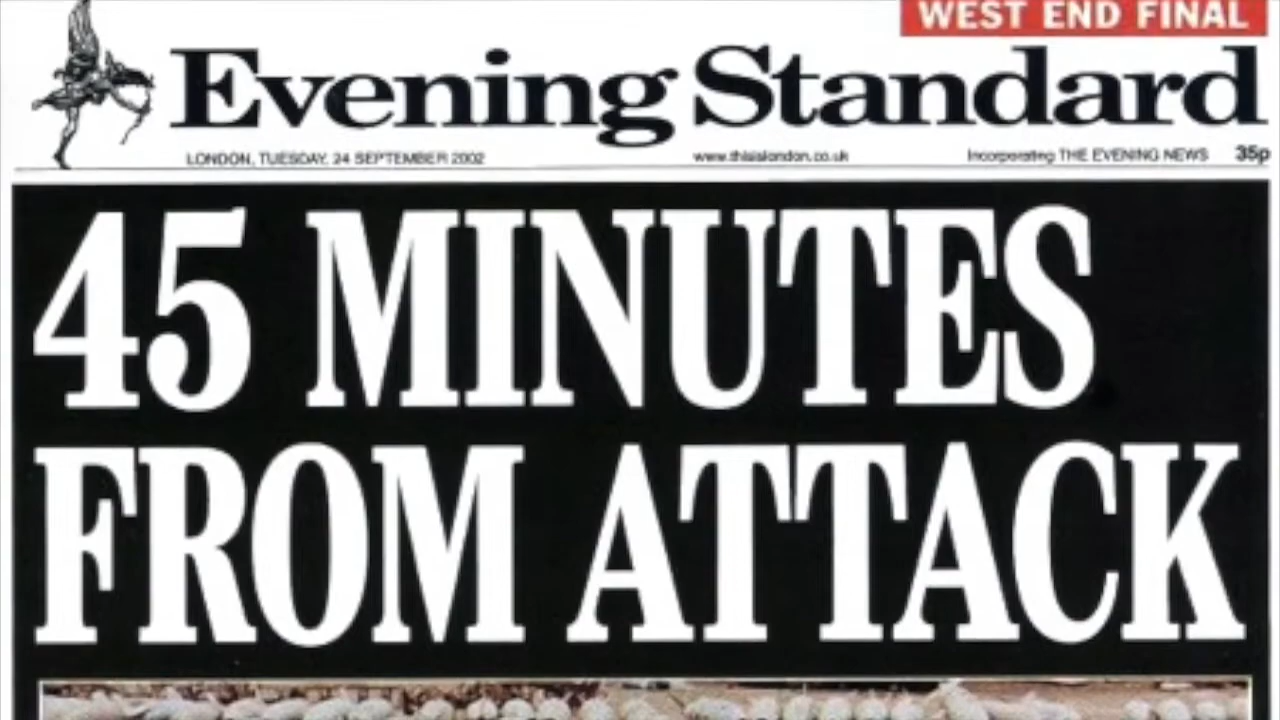 WEST END FINAL
Evening Standard
LONDON, TUESDAY, 24 SEPTEMBER 2002 www.thisislondon.co.uk Incorporating THE EVENING NEWS 35p
45 MINUTES
FROM ATTACK